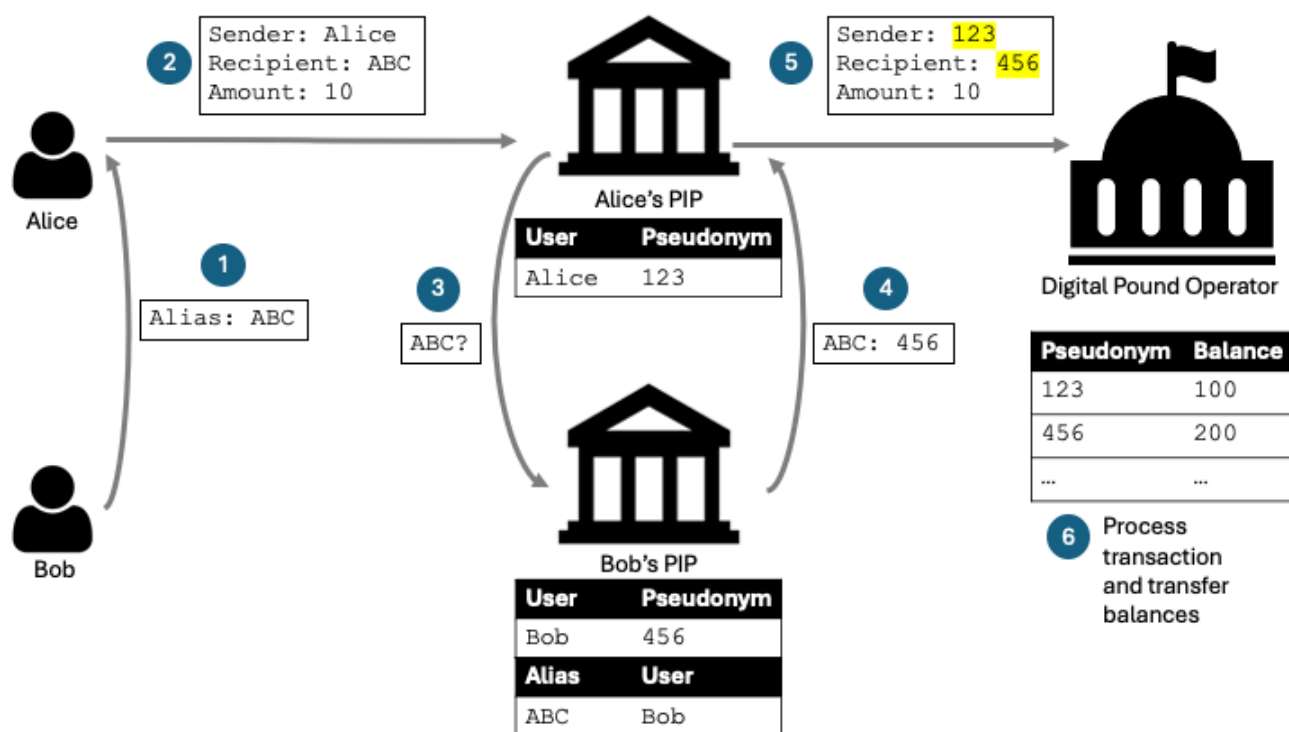 2
Sender: Alice
Recipient: ABC
Amount: 10
5
Sender: 123
Recipient: 456
Amount: 10
Alice
Alice's PIP
User Pseudonym
Alice 123
Digital Pound Operator
1
Alias: ABC
3
ABC?
4
ABC: 456
Pseudonym Balance
123 100
456 200
... ...
6
Process
transaction
and transfer
balances
Bob
Bob's PIP
User Pseudonym
Bob 456
Alias User
ABC Bob